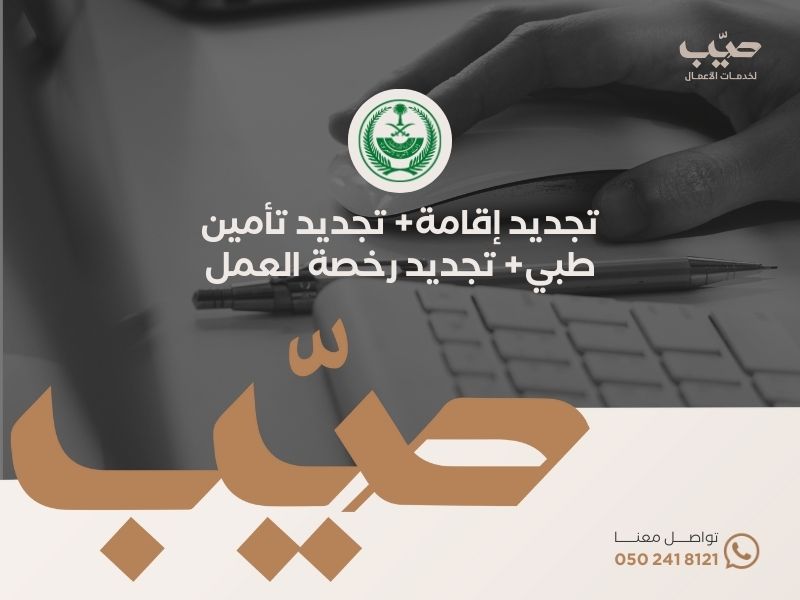 صيّب
لخدمات الأعمال
تجديد إقامة+ تجديد تأمين
طبي+ تجديد رخصة العمل
صيّب
تواصل معنا
050 241 8121